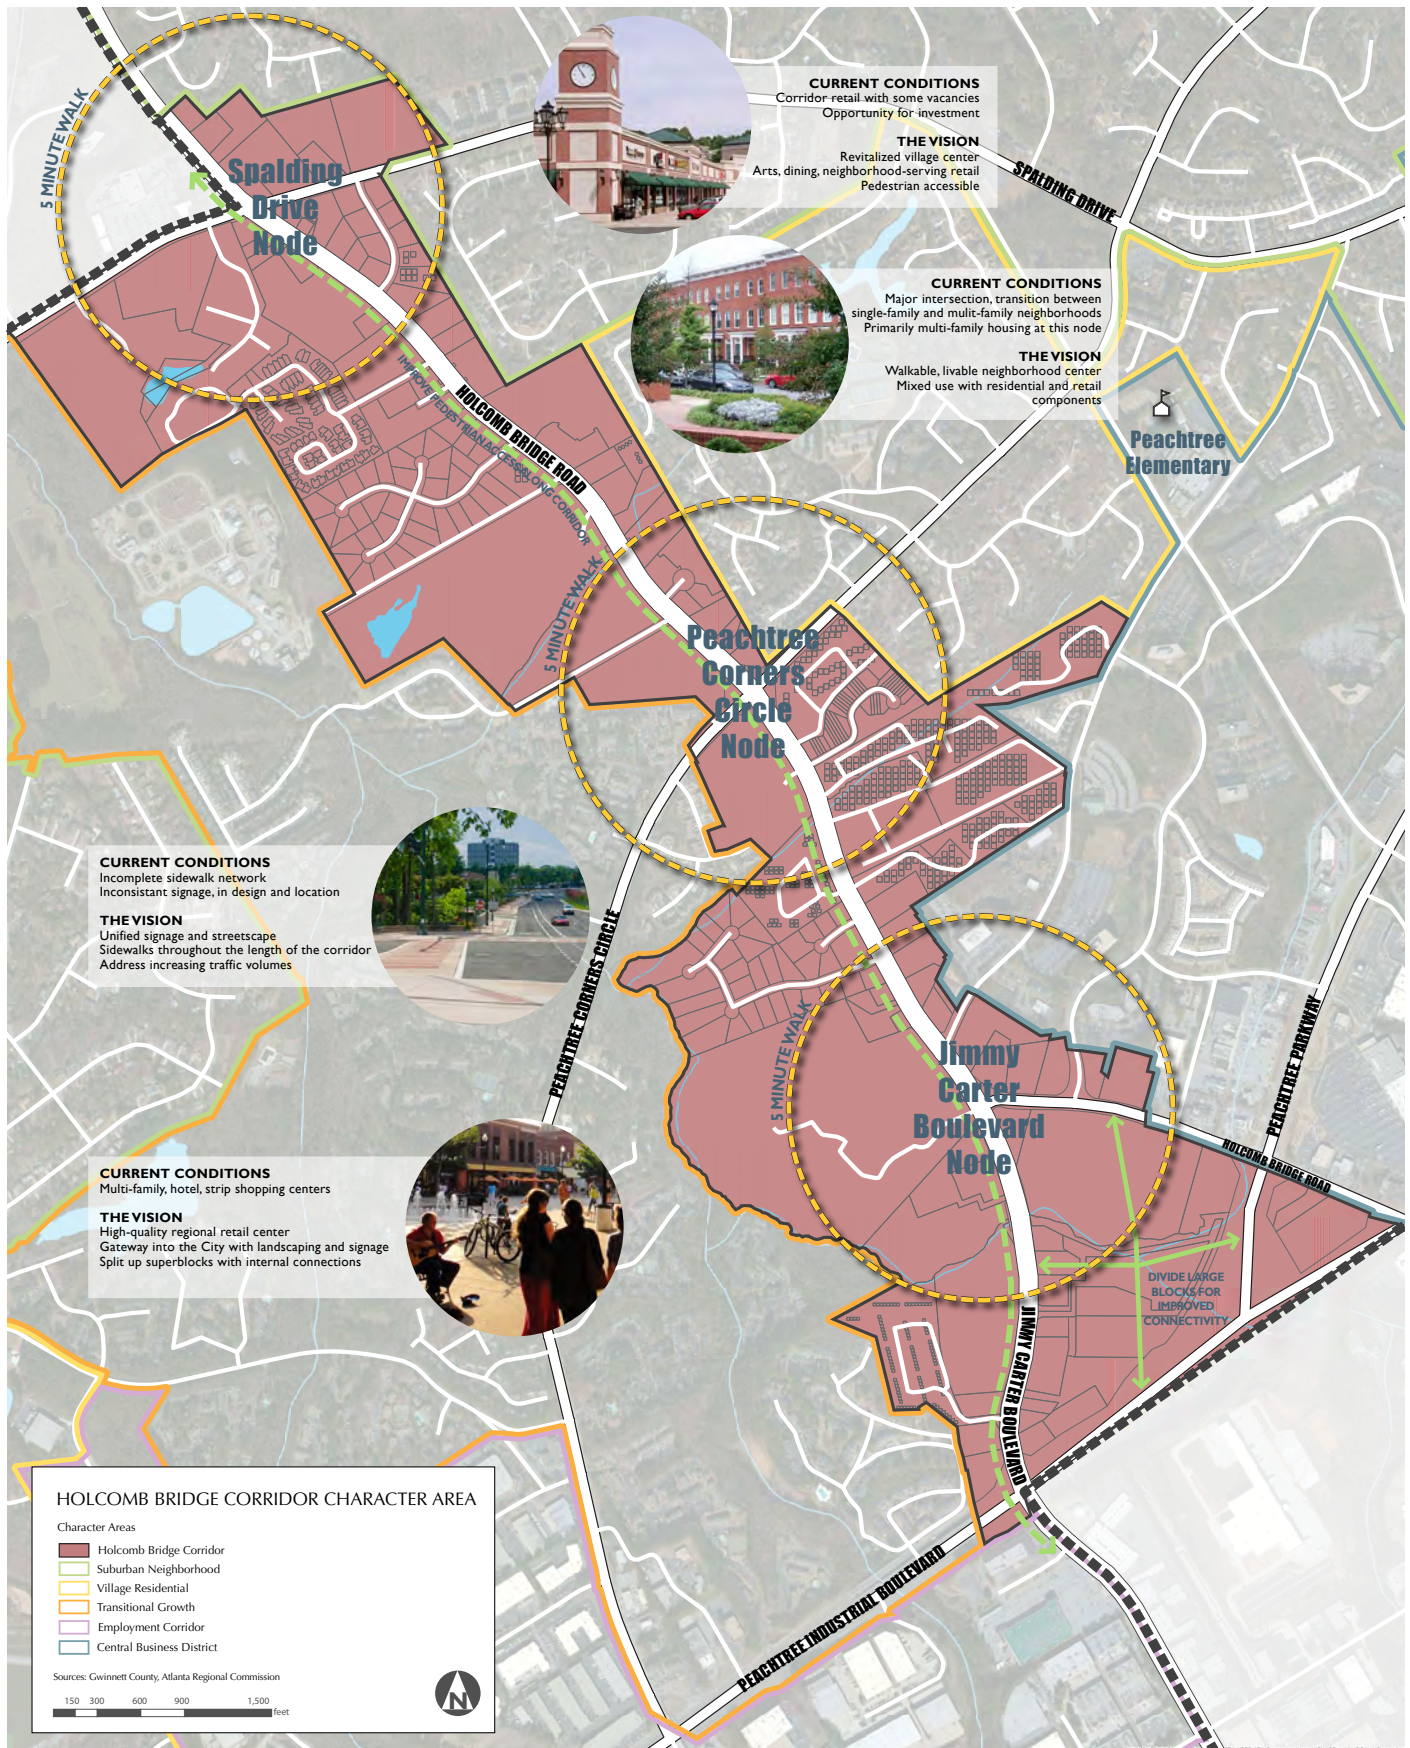 5 MINUTE WALK
Spalding
Drive
Node
CURRENT CONDITIONS
Corridor retail with some vacancies
Opportunity for investment
THE VISION
Revitalized village center
Arts, dining, neighborhood-serving retail
Pedestrian accessible
SPALDING DRIVE
CURRENT CONDITIONS
Major intersection, transition between
single-family and mulit-family neighborhoods
Primarily multi-family housing at this node
THE VISION
Walkable, livable neighborhood center
Mixed use with residential and retail
components
Peachtree
Elementary
HOLCOMB BRIDGE ROAD
IMPROVE PEDESTRIAN ACCESS ALONG CORRIDOR
5 MINUTE WALK
Peachtree
Corners
Circle
Node
CURRENT CONDITIONS
Incomplete sidewalk network
Inconsistant signage, in design and location
THE VISION
Unified signage and streetscape
Sidewalks throughout the length of the corridor
Address increasing traffic volumes
PEACHTREE CORNERS CIRCLE
5 MINUTE WALK
Jimmy
Carter
Boulevard
Node
PEACHTREE PARKWAY
HOLCOMB BRIDGE ROAD
CURRENT CONDITIONS
Multi-family, hotel, strip shopping centers
THE VISION
High-quality regional retail center
Gateway into the City with landscaping and signage
Split up superblocks with internal connections
DIVIDE LARGE
BLOCKS FOR
IMPROVED
CONNECTIVITY
JIMMY CARTER BOULEVARD
PEACHTREE INDUSTRIAL BOULEVARD
HOLCOMB BRIDGE CORRIDOR CHARACTER AREA
Character Areas
Holcomb Bridge Corridor
Suburban Neighborhood
Village Residential
Transitional Growth
Employment Corridor
Central Business District
Sources: Gwinnett County, Atlanta Regional Commission
150 300 600 900 1,500
feet
N